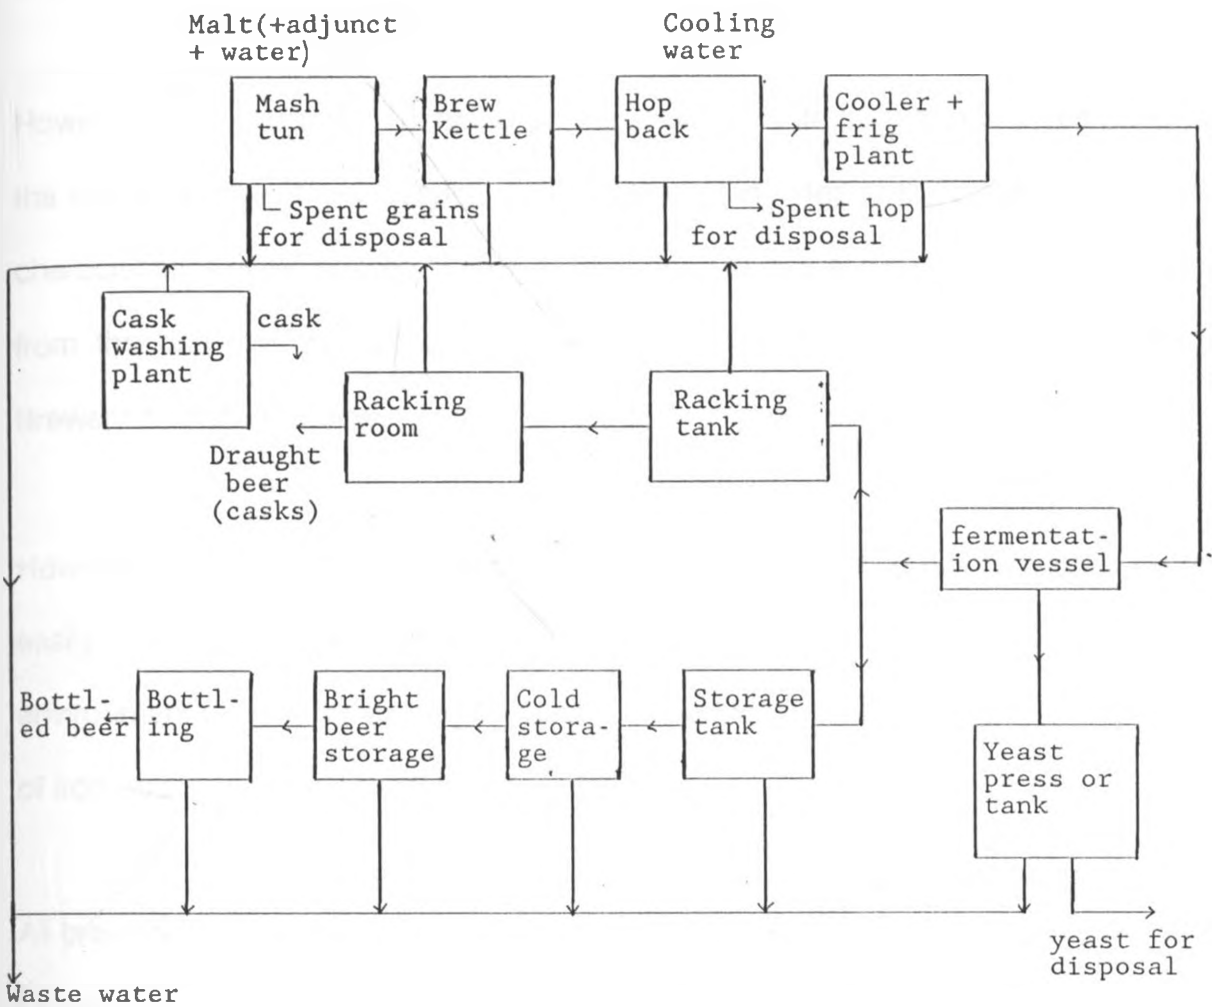 Malt(+adjunct
+ water)
Cooling
water
Mash
tun
Brew
Kettle
Hop
back
Cooler +
frig
plant
Spent grains
for disposal
Spent hop
for disposal
Cask
washing
plant
cask
Racking
room
Racking
tank
Draught
beer
(casks)
fermentat-
ion vessel
Bottl-
ed beer
Bottl-
ing
Bright
beer
storage
Cold
stora-
ge
Storage
tank
Yeast
press or
tank
yeast for
disposal
Waste water